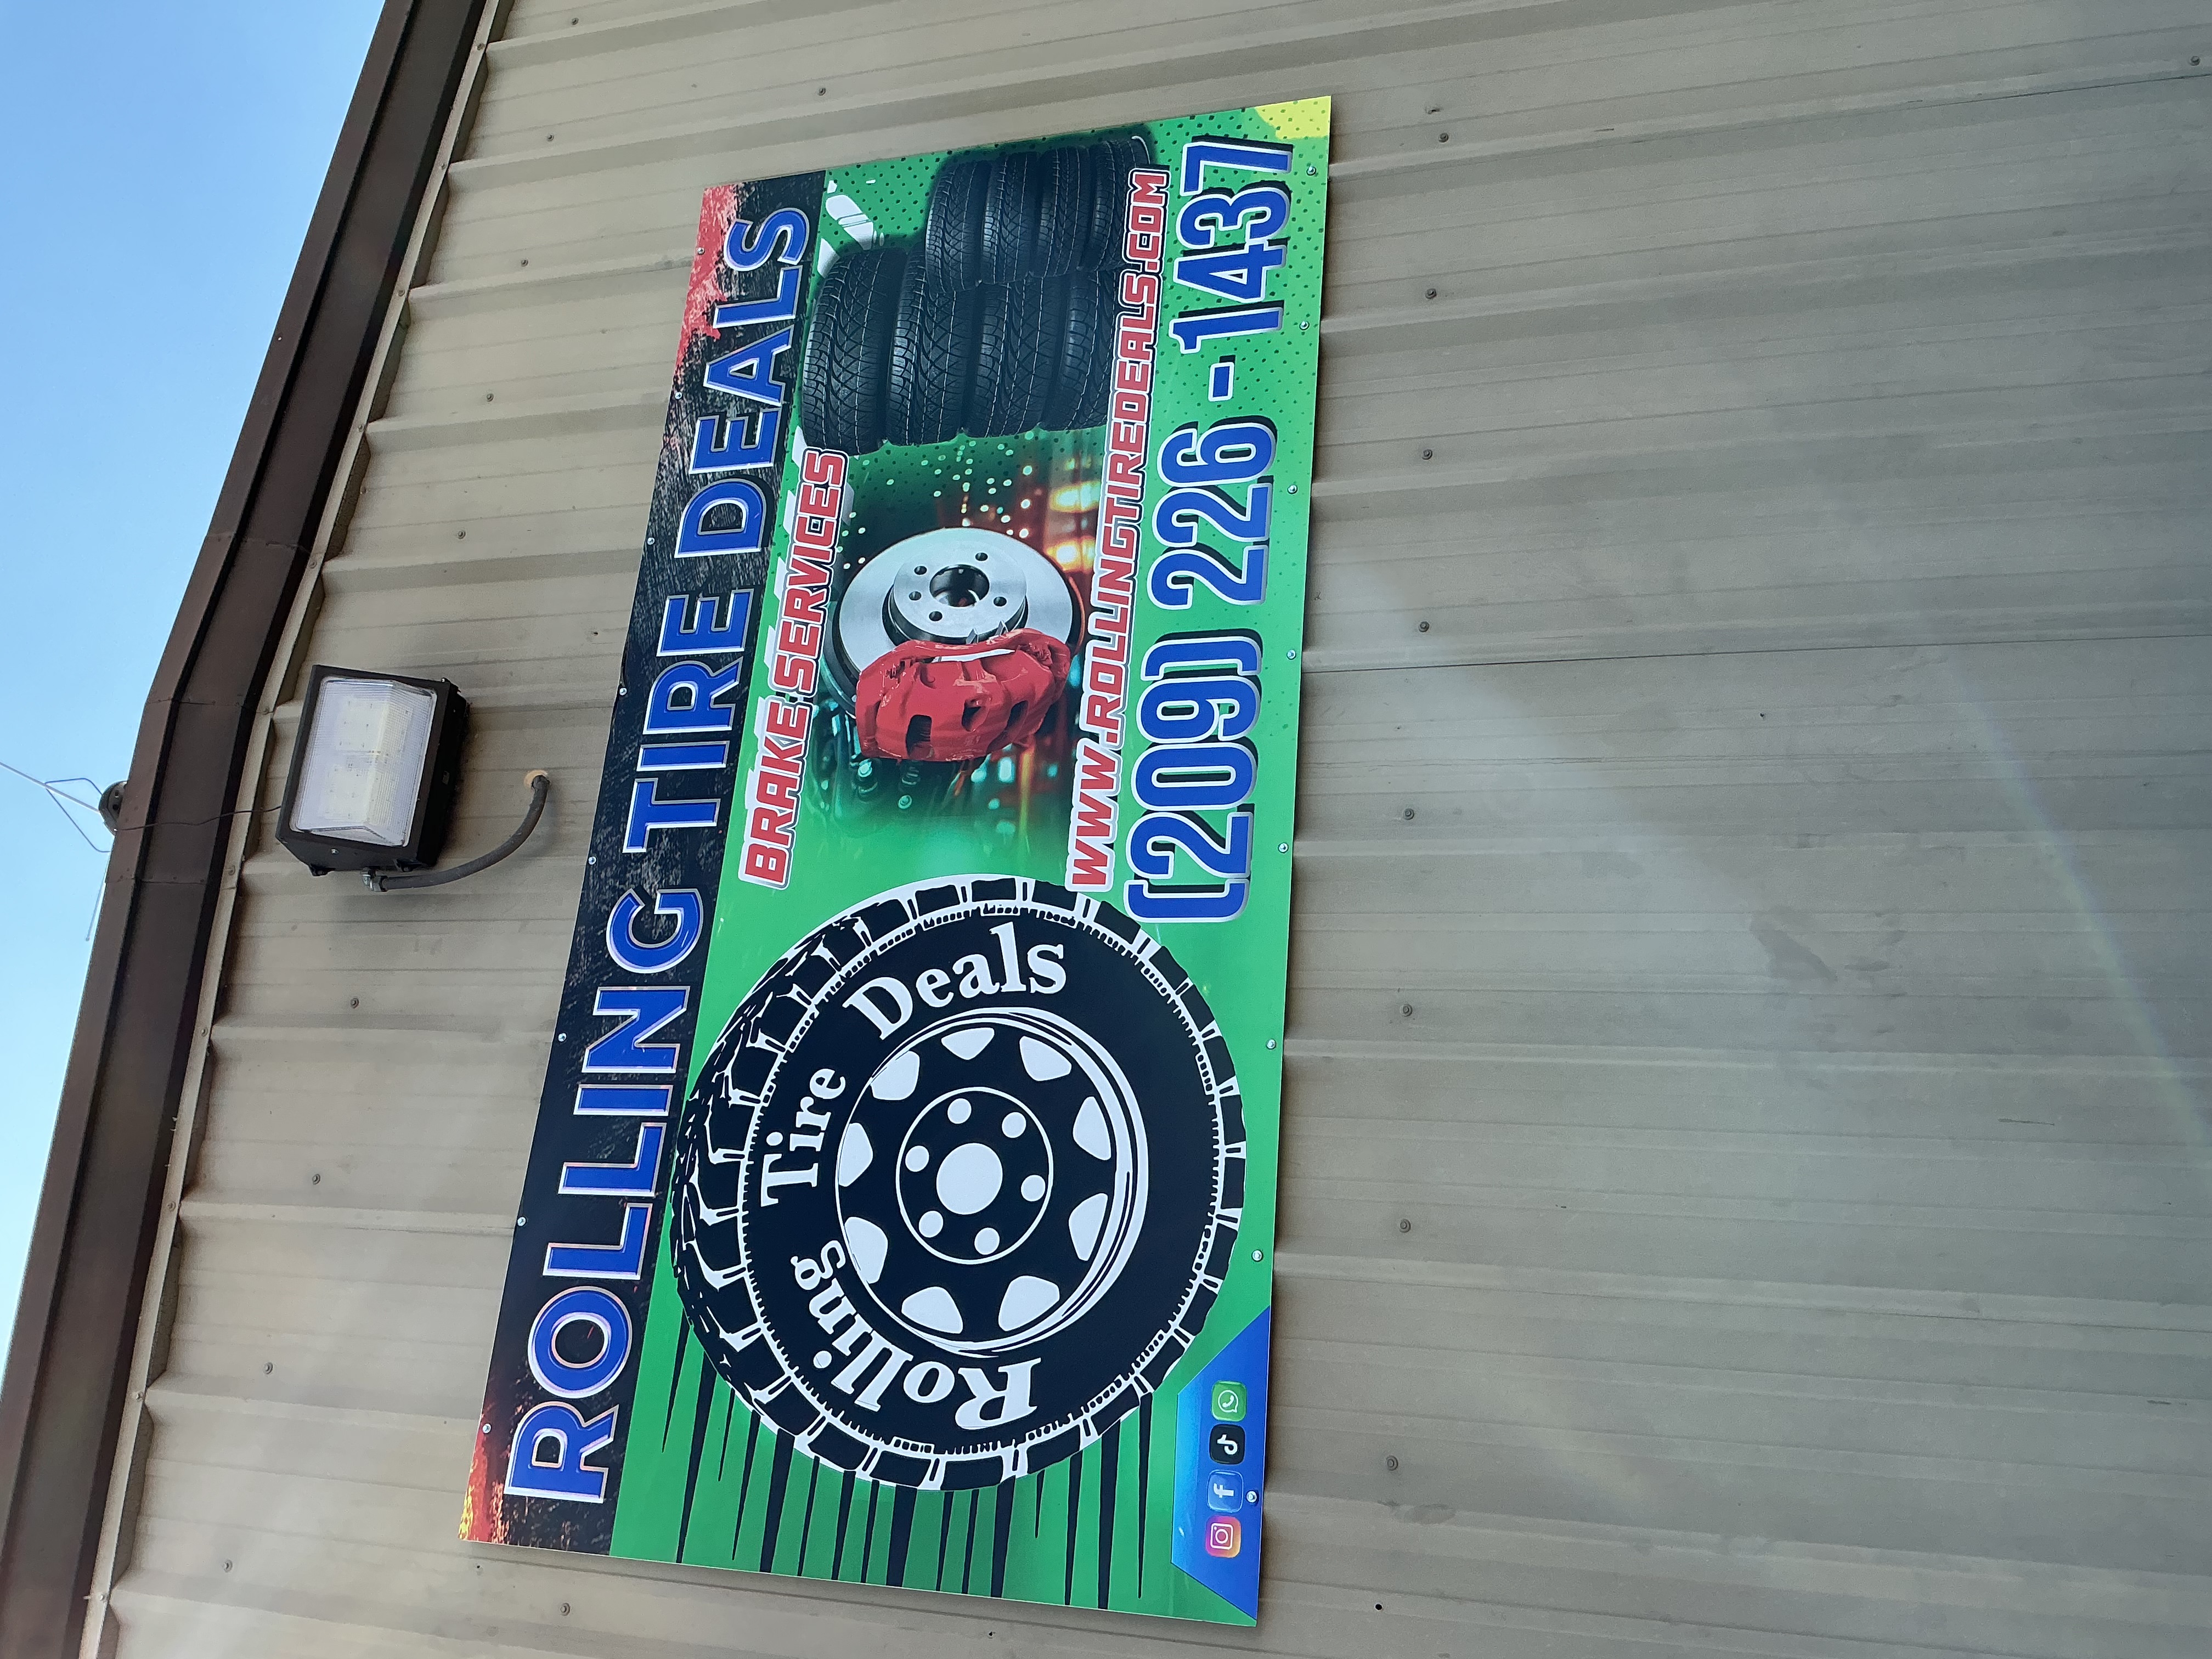 ROLLING TIRE DEALS
BRAKE SERVICES
Rolling Tire Deals
WWW.ROLLINGTIREDEALS.COM
(209) 226-1437